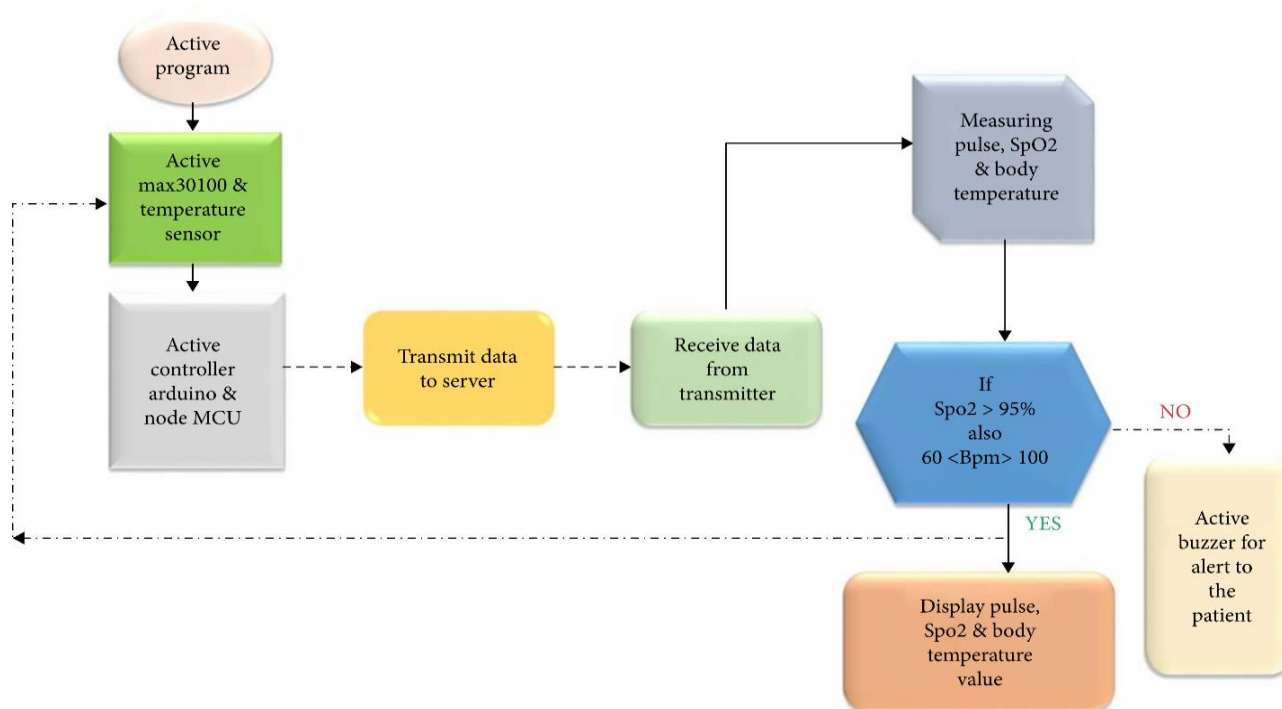 Active
program
Active
max30100 &
temperature
sensor
Active
controller
arduino &
node MCU
Transmit data
to server
Receive data
from
transmitter
Measuring
pulse, SpO2
& body
temperature
If
Spo2 > 95%
also
60 <Bpm> 100
NO
YES
Active
buzzer for
alert to
the
patient
Display pulse,
Spo2 & body
temperature
value